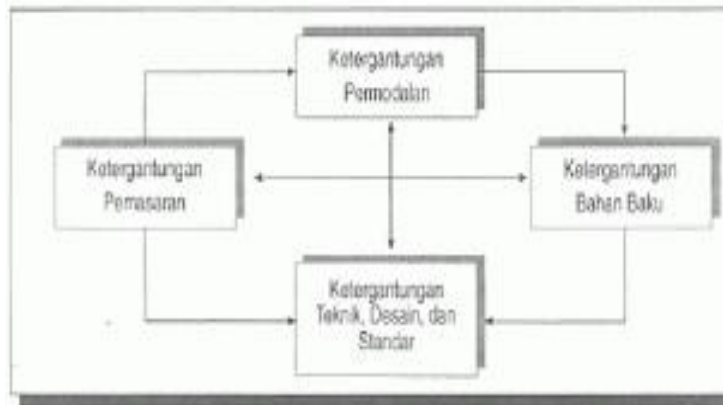 Ketergantungan
Permodalan
Ketergantungan
Pemasaran
Ketergantungan
Bahan Baku
Ketergantungan
Teknik, Desain, dan
Standar